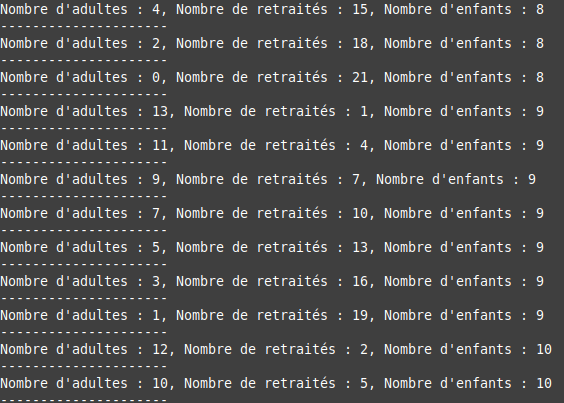 Nombre d'adultes : 4, Nombre de retraités : 15, Nombre d'enfants : 8
---------------------
Nombre d'adultes : 2, Nombre de retraités : 18, Nombre d'enfants : 8
---------------------
Nombre d'adultes : 0, Nombre de retraités : 21, Nombre d'enfants : 8
---------------------
Nombre d'adultes : 13, Nombre de retraités : 1, Nombre d'enfants : 9
---------------------
Nombre d'adultes : 11, Nombre de retraités : 4, Nombre d'enfants : 9
---------------------
Nombre d'adultes : 9, Nombre de retraités : 7, Nombre d'enfants : 9
---------------------
Nombre d'adultes : 7, Nombre de retraités : 10, Nombre d'enfants : 9
---------------------
Nombre d'adultes : 5, Nombre de retraités : 13, Nombre d'enfants : 9
---------------------
Nombre d'adultes : 3, Nombre de retraités : 16, Nombre d'enfants : 9
---------------------
Nombre d'adultes : 1, Nombre de retraités : 19, Nombre d'enfants : 9
---------------------
Nombre d'adultes : 12, Nombre de retraités : 2, Nombre d'enfants : 10
---------------------
Nombre d'adultes : 10, Nombre de retraités : 5, Nombre d'enfants : 10
---------------------